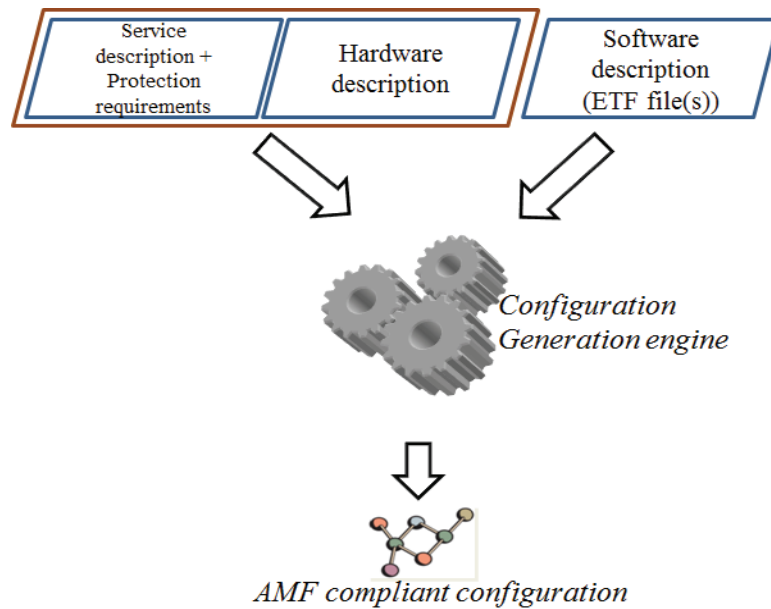 Service
description +
Protection
requirements
Hardware
description
Software
description
(ETF file(s))
Configuration
Generation engine
AMF compliant configuration